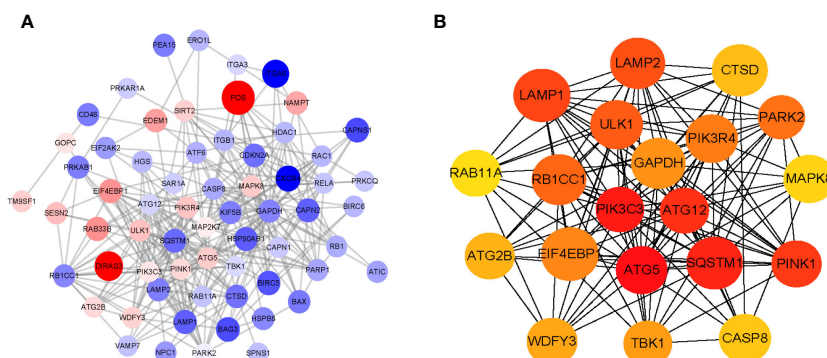 A
B
ERO1L
PEA15
ITGA3
PRKAR1A
FOS
NAMPT
SIRT2
CD46
EDEM1
CAPNS1
HDAC1
ITGB1
GOPC
EIF2AK2
ATF6
CDKN2A
RAC1
PRKAB1
HGS
SAR1A
CASP8
MAPK8
RELA
PRKCQ
TM9SF1
EIF4EBP1
ATG12
PIK3R4
KIF5B
GAPDH
CAPN2
BIRC6
SESN2
RAB33B
ULK1
MAP2K7
SQSTM1
HSP90AB1
CAPN1
RB1
ATG5
DIRAS3
PIK3C3
PINK1
TBK1
RB1CC1
PARP1
ATIC
LAMP2
RAB11A
CTSD
BIRC5
BAX
ATG2B
WDFY3
LAMP1
BAG3
HSPB8
VAMP7
NPC1
PARK2
SPNS1
LAMP2
CTSD
LAMP1
PARK2
ULK1
PIK3R4
GAPDH
RAB11A
RB1CC1
MAPK8
PIK3C3
ATG12
ATG2B
EIF4EBP1
ATG5
SQSTM1
PINK1
WDFY3
TBK1
CASP8